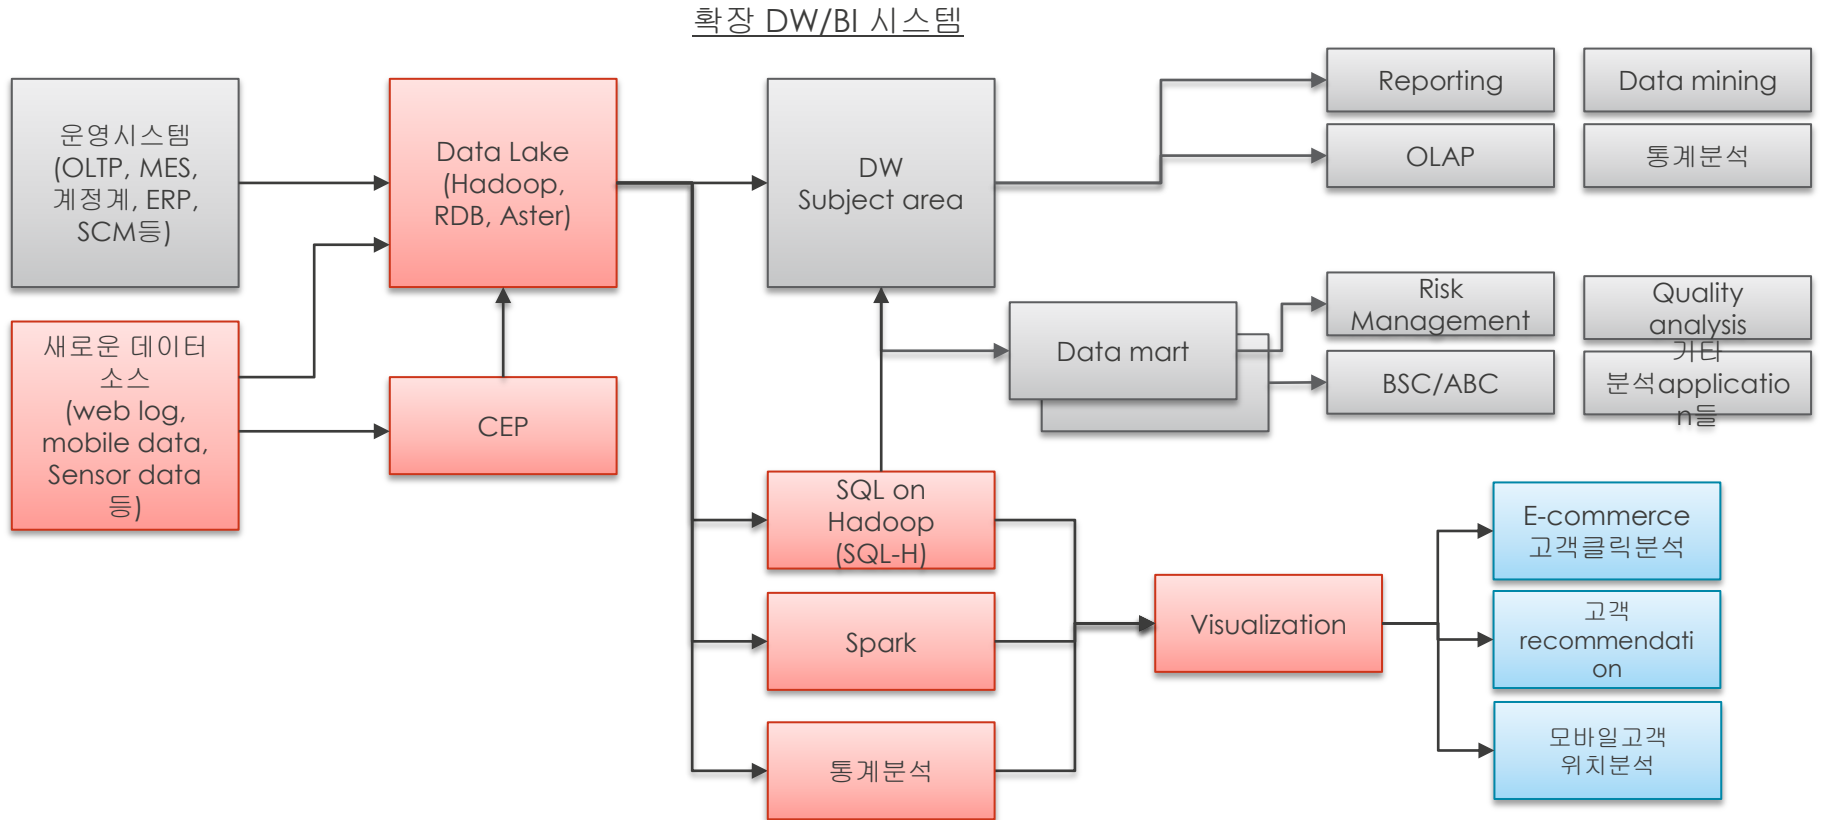 확장 DW/BI 시스템
운영시스템
(OLTP, MES,
계정계, ERP,
SCM등)
Data Lake
(Hadoop,
RDB, Aster)
DW
Subject area
Reporting
Data mining
OLAP
통계분석
새로운 데이터
소스
(web log,
mobile data,
Sensor data
등)
CEP
Data mart
Risk
Management
Quality
analysis
BSC/ABC
기타
분석applicatio
n들
SQL on
Hadoop
(SQL-H)
Spark
통계분석
Visualization
E-commerce
고객클릭분석
고객
recommendati
on
모바일고객
위치분석